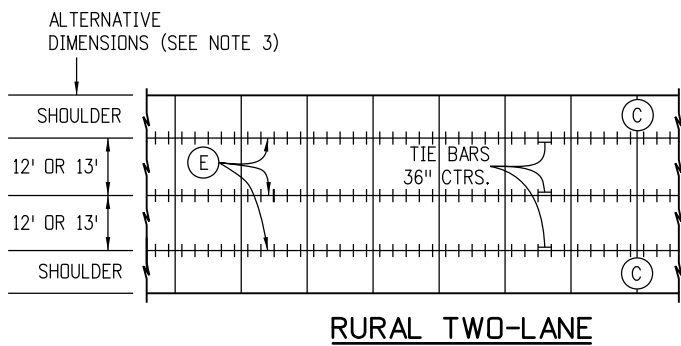 ALTERNATIVE
DIMENSIONS (SEE NOTE 3)
SHOULDER
C
12' OR 13'
E
TIE BARS
36" CTRS.
12' OR 13'
SHOULDER
C
RURAL TWO-LANE